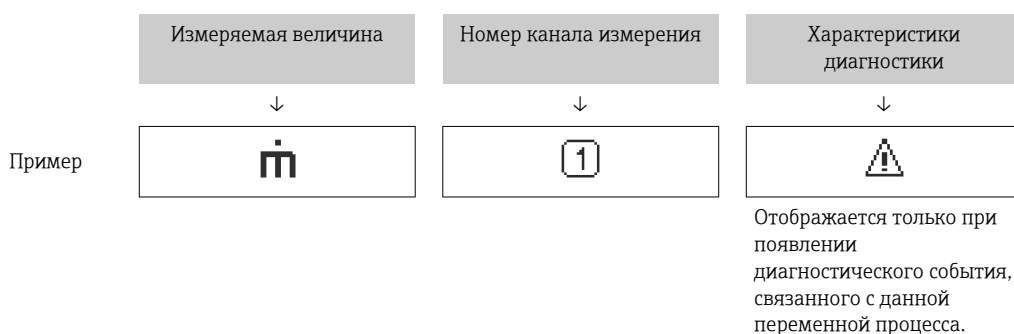 Измеряемая величина
Номер канала измерения
Характеристики
диагностики
↓ ↓ ↓
Пример
ṁ
1
⚠
Отображается только при
появлении
диагностического события,
связанного с данной
переменной процесса.